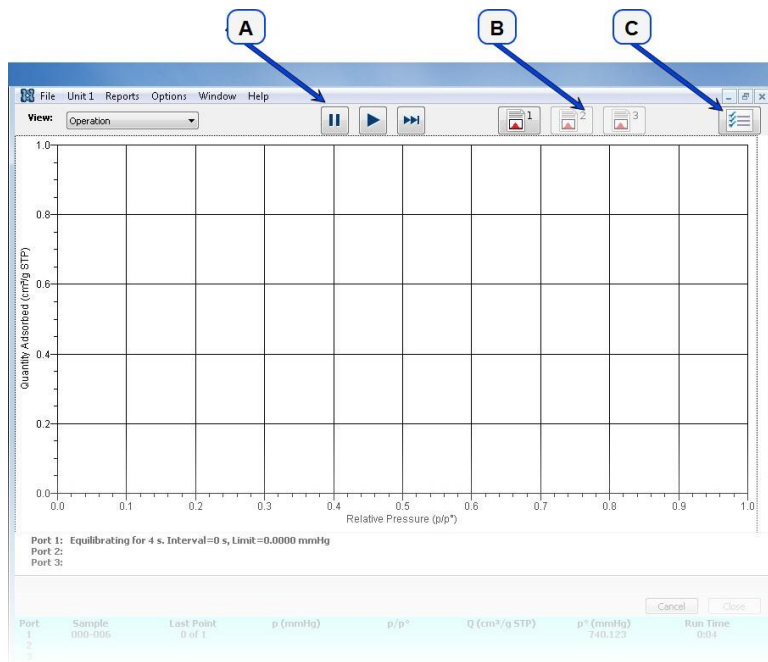 A
B
C
File Unit 1 Reports Options Window Help
View: Operation
1 2 3
1.0
0.8
0.6
0.4
0.2
0.0
Quantity Adsorbed (cm³/g STP)
0.0 0.1 0.2 0.3 0.4 0.5 0.6 0.7 0.8 0.9 1.0
Relative Pressure (p/p°)
Port 1: Equilibrating for 4 s. Interval=0 s, Limit=0.0000 mmHg
Port 2:
Port 3:
Cancel Close
Port Sample Last Point p (mmHg) p/p° Q (cm³/g STP) p° (mmHg) Run Time
1 000-006 0 of 1 740.123 0:04
2
3